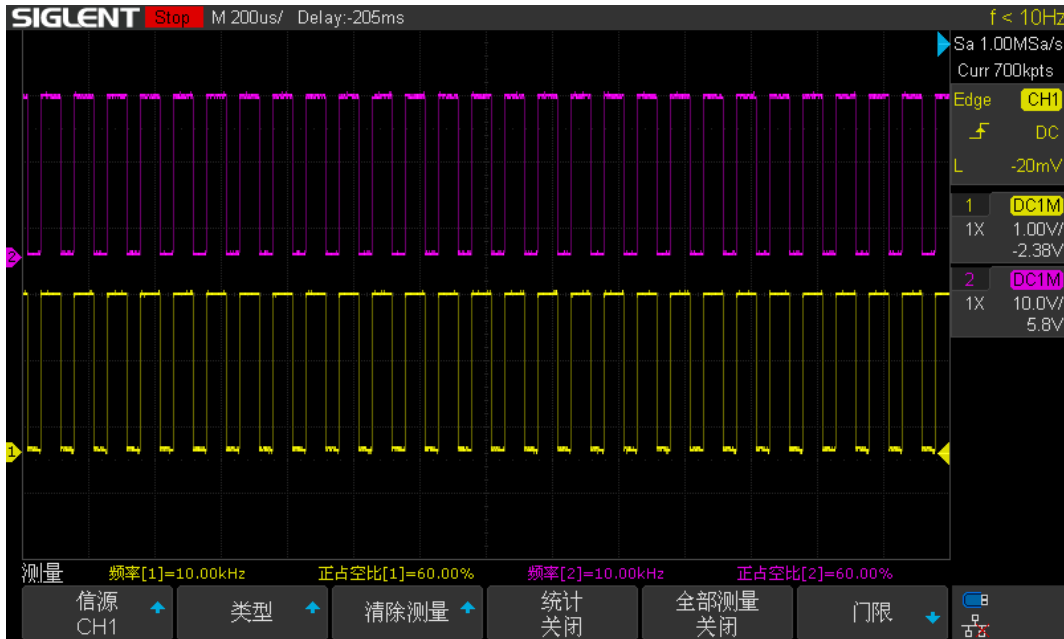 SIGLENT Stop M 200us/ Delay:-205ms f < 10Hz
Sa 1.00MSa/s
Curr 700kpts
Edge CH1
DC
L -20mV
1 DC1M
1X 1.00V/
-2.38V
2 DC1M
1X 10.0V/
5.8V
2
1
测量 频率[1]=10.00kHz 正占空比[1]=60.00% 频率[2]=10.00kHz 正占空比[2]=60.00%
信源 CH1
类型
清除测量
统计 关闭
全部测量 关闭
门限